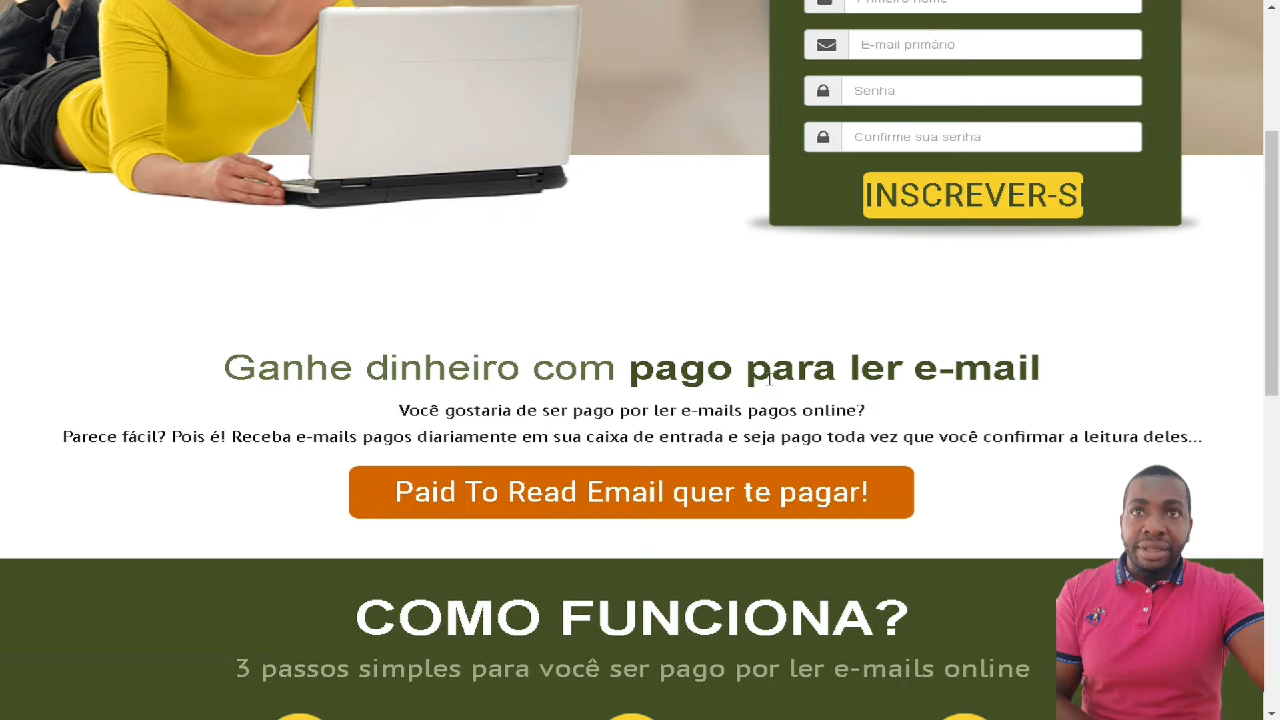 E-mail primário
Senha
Confirme sua senha
INSCREVER-S
Ganhe dinheiro com pago para ler e-mail
Você gostaria de ser pago por ler e-mails pagos online?
Parece fácil? Pois é! Receba e-mails pagos diariamente em sua caixa de entrada e seja pago toda vez que você confirmar a leitura deles...
Paid To Read Email quer te pagar!
COMO FUNCIONA?
3 passos simples para você ser pago por ler e-mails online